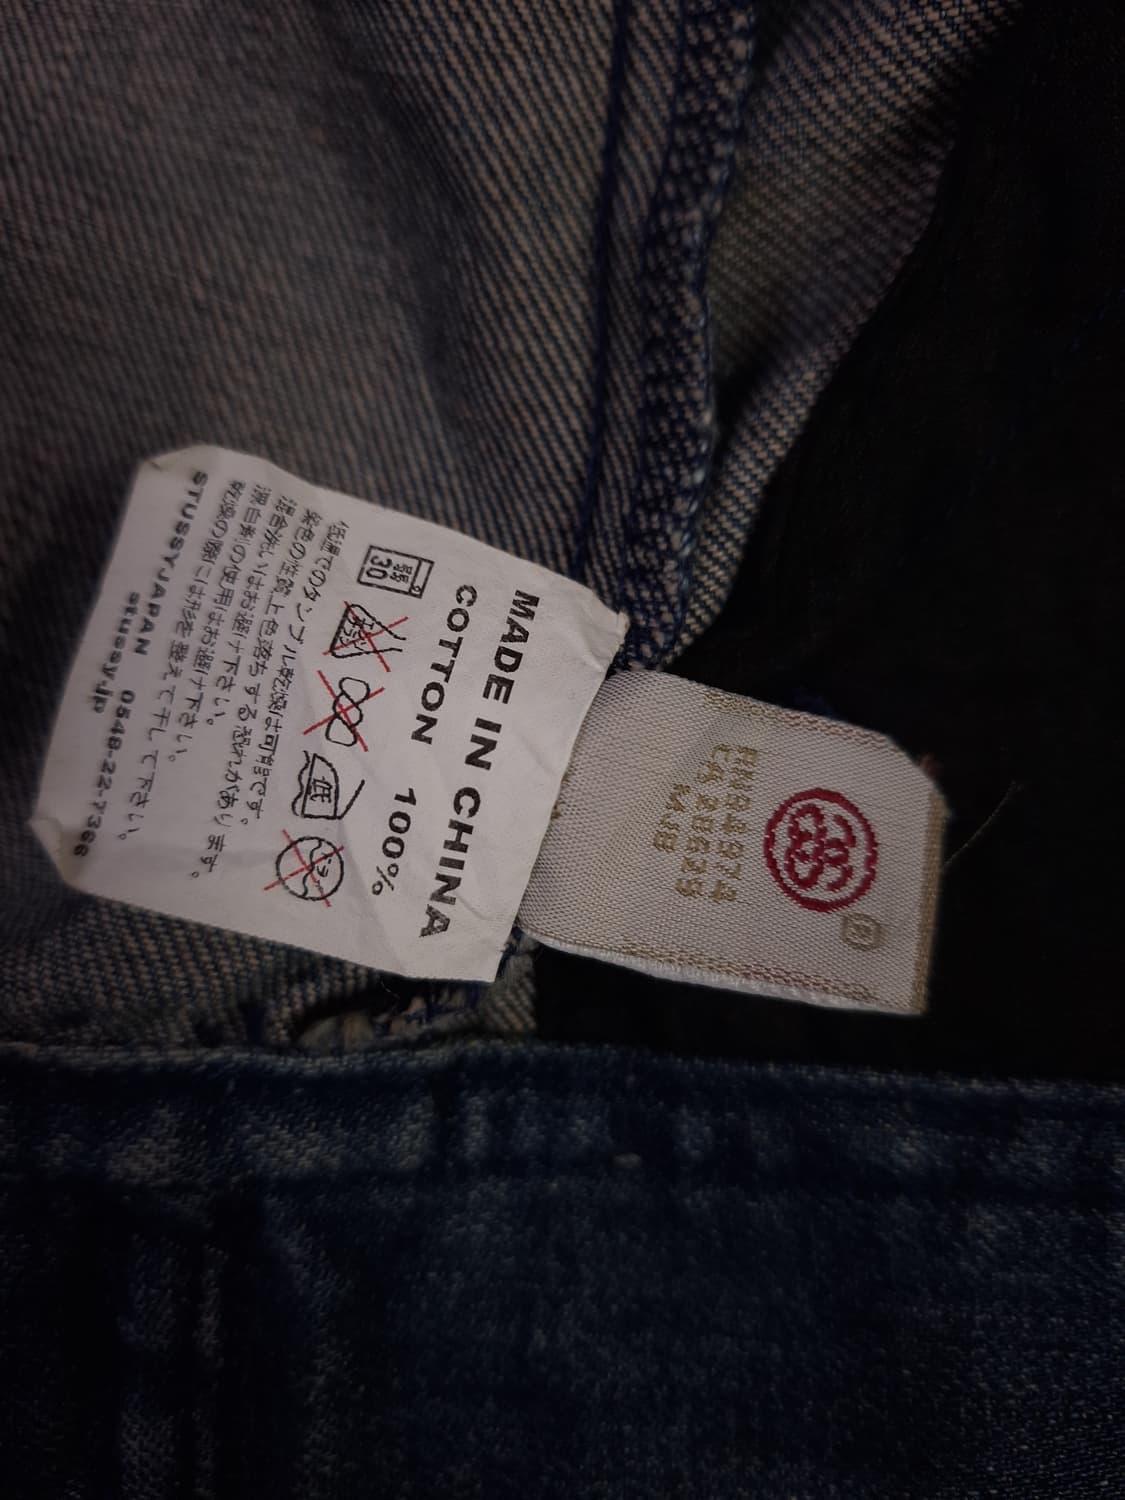 MADE IN CHINA
COTTON 100%
30
低
低温でのタンブル乾燥は可能です。
染色の性質上色落ちする恐れがあります。
混合洗いはお避け下さい。
漂白剤の使用はお避け下さい。
乾燥の際には形を整えて干して下さい。
STUSSYJAPAN 0548-22-7366
stussy.jp
RN94974
CA28629
®